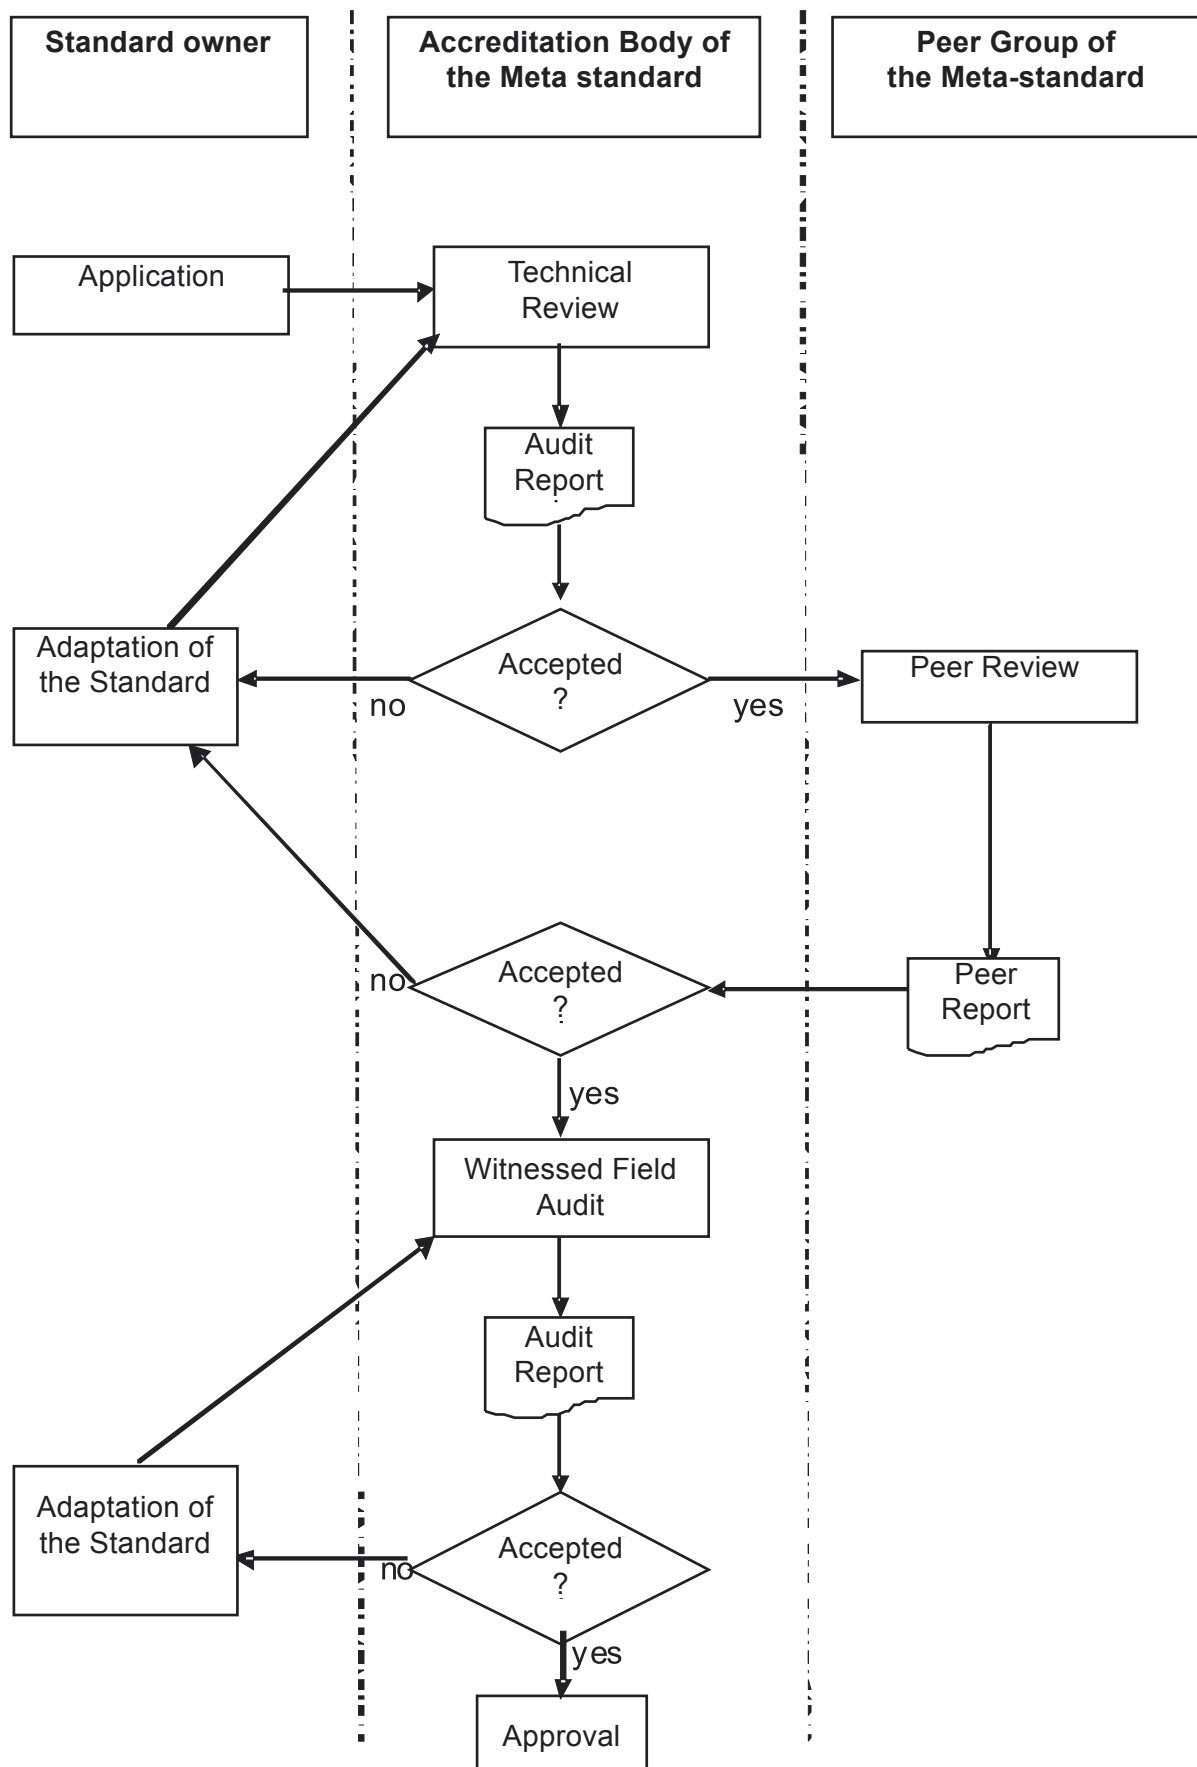 Standard owner
Accreditation Body of
the Meta standard
Peer Group of
the Meta-standard
Application
Technical
Review
Audit
Report
Adaptation of
the Standard
no
Accepted
?
yes
Peer Review
no
Accepted
?
Peer
Report
yes
Witnessed Field
Audit
Audit
Report
Adaptation of
the Standard
no
Accepted
?
yes
Approval